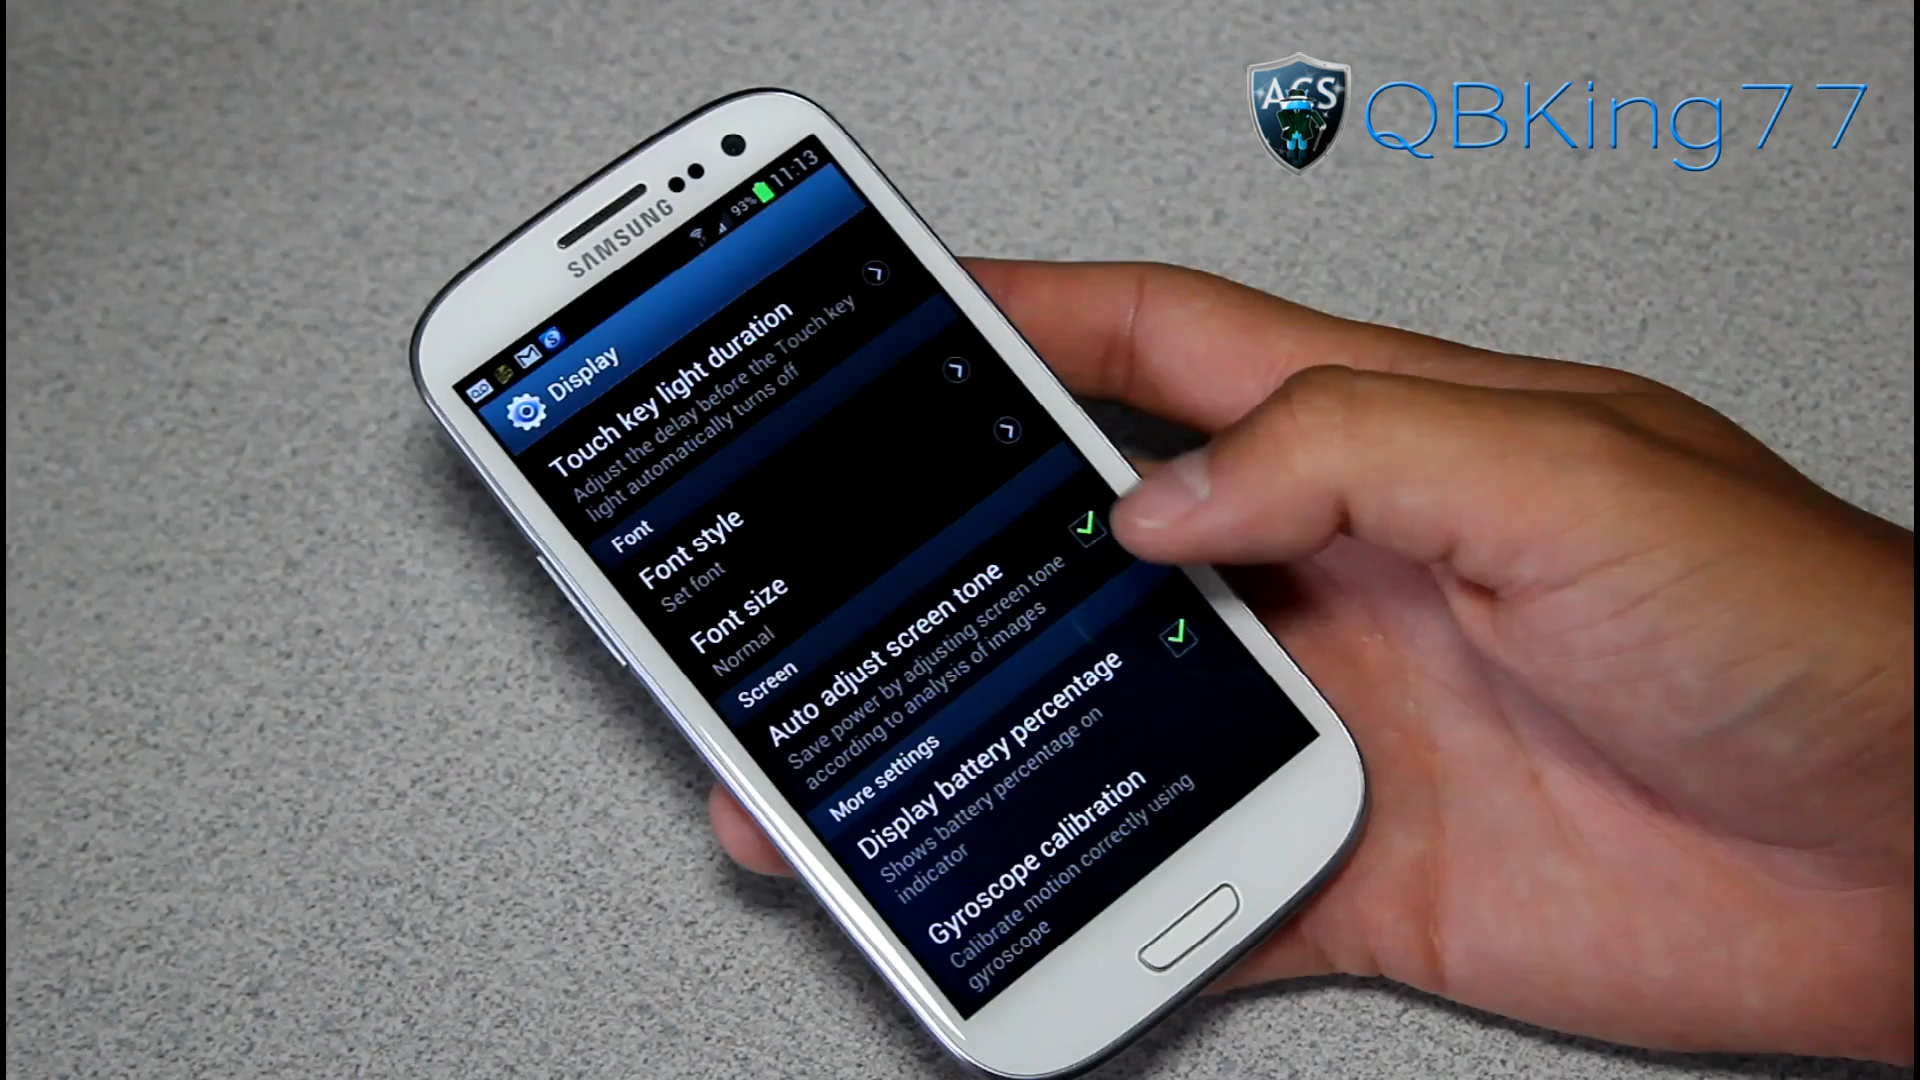 ACS QBKing77
SAMSUNG
93% 11:13
Display
Touch key light duration
Adjust the delay before the Touch key
light automatically turns off
Font
Font style
Set font
Font size
Normal
Screen
Auto adjust screen tone
Save power by adjusting screen tone
according to analysis of images
More settings
Display battery percentage
Shows battery percentage on
indicator
Gyroscope calibration
Calibrate motion correctly using
gyroscope